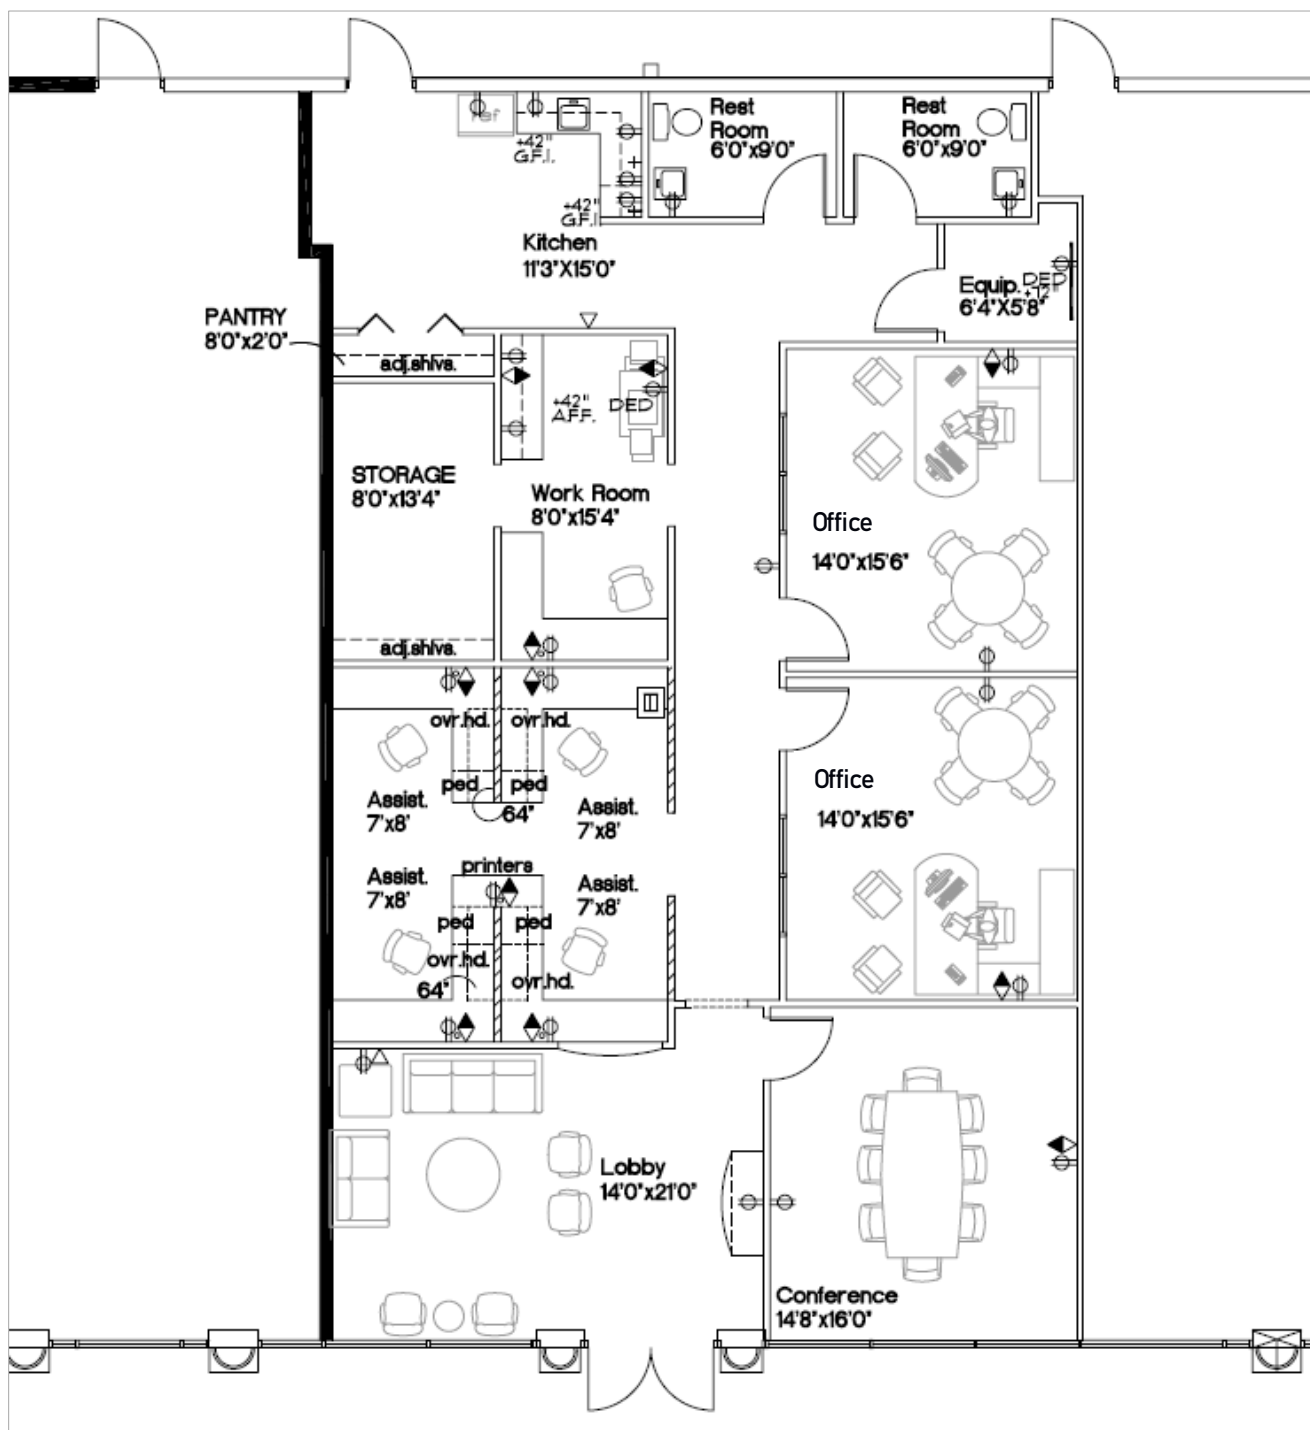 Rest
Room
6'0"x9'0"
Rest
Room
6'0"x9'0"
ref
+42"
G.F.I.
+42"
G.F.I
Kitchen
11'3"X15'0"
Equip.
6'4"X5'8"
DED
+12"
PANTRY
8'0"x2'0"
adj.shlvs.
+42"
A.F.F.
DED
STORAGE
8'0"x13'4"
Work Room
8'0"x15'4"
Office
14'0"x15'6"
adj.shlvs.
ovr.hd.
ovr.hd.
ped
ped
64"
Assist.
7'x8'
Assist.
7'x8'
Office
14'0"x15'6"
printers
Assist.
7'x8'
Assist.
7'x8'
ped
ped
ovr.hd.
ovr.hd.
64"
Lobby
14'0"x21'0"
Conference
14'8"x16'0"